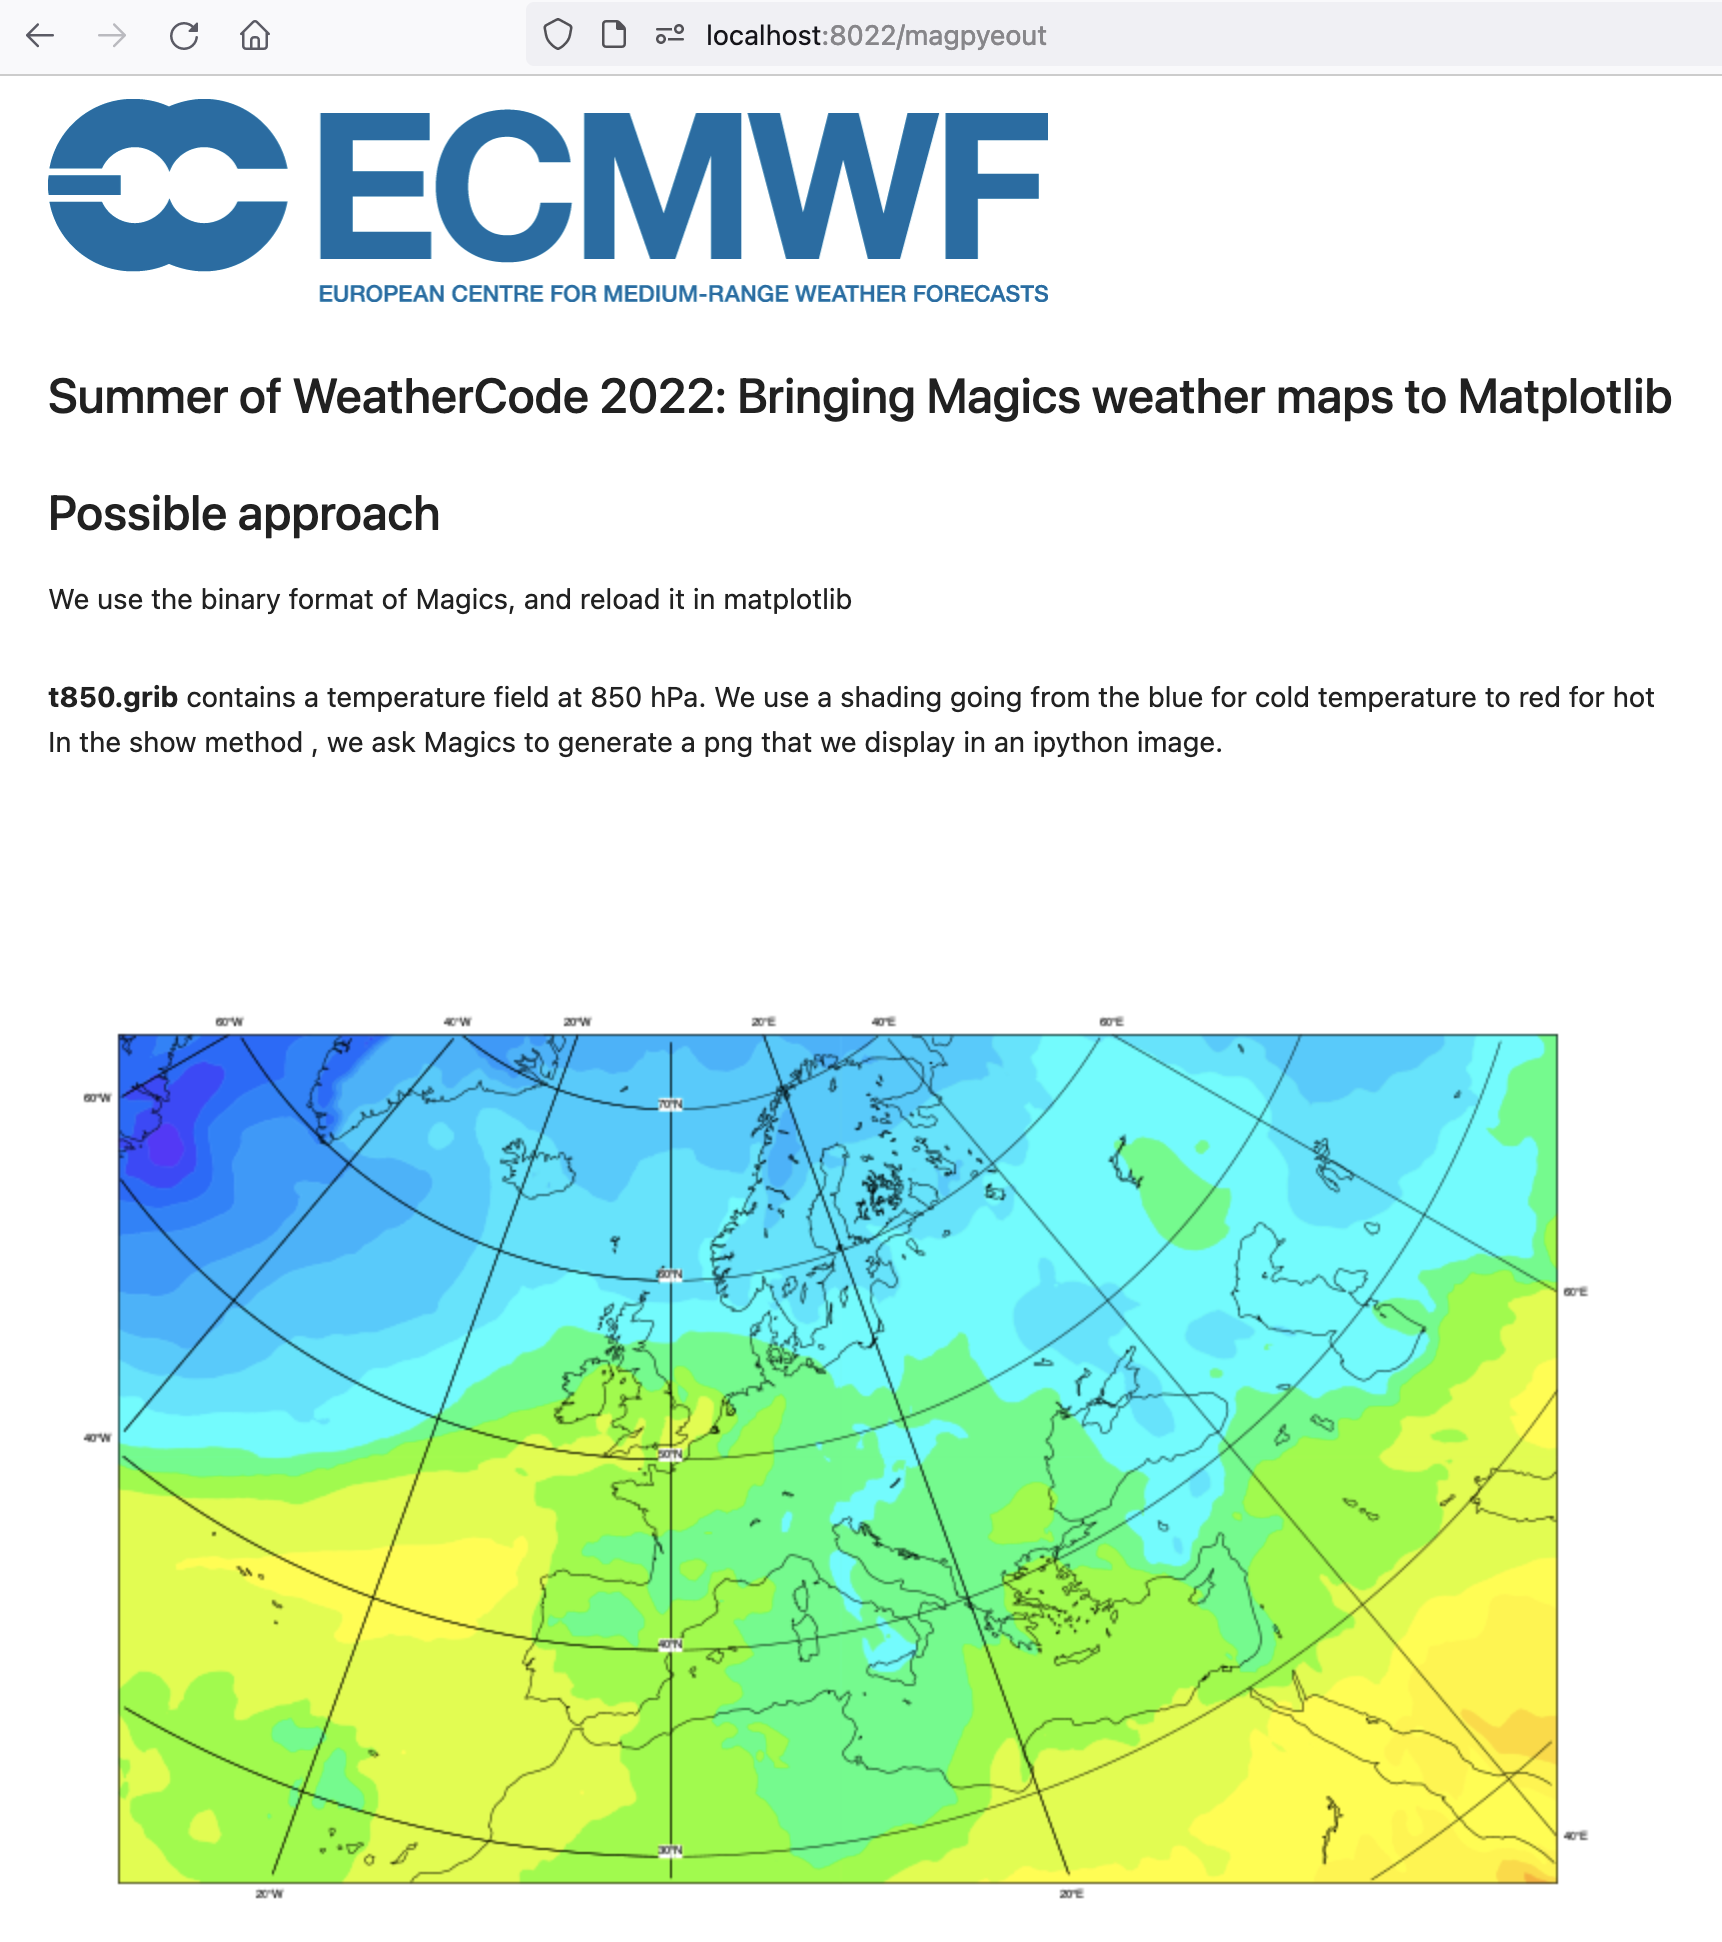 localhost:8022/magpyeout
ECMWF
EUROPEAN CENTRE FOR MEDIUM-RANGE WEATHER FORECASTS
Summer of WeatherCode 2022: Bringing Magics weather maps to Matplotlib
Possible approach
We use the binary format of Magics, and reload it in matplotlib
t850.grib contains a temperature field at 850 hPa. We use a shading going from the blue for cold temperature to red for hot
In the show method , we ask Magics to generate a png that we display in an ipython image.
60°W 40°W 20°W 20°E 40°E 60°E
60°W
70°N
60°N
60°E
40°W
50°N
40°N
40°E
30°N
20°W 20°E